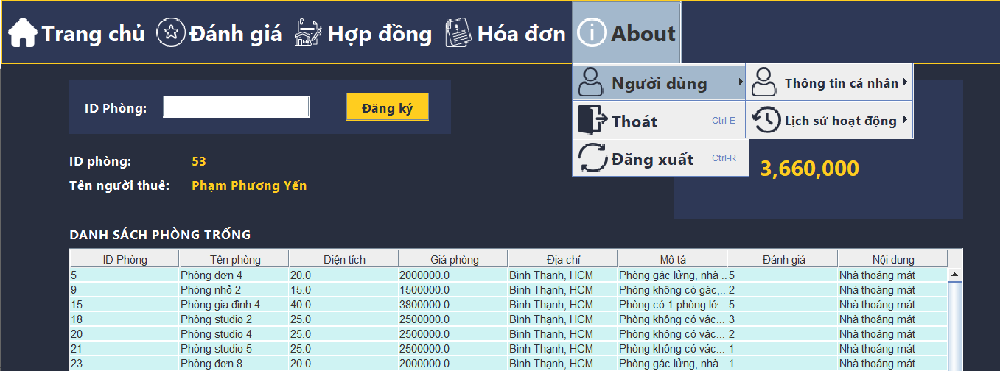 Trang chủ Đánh giá Hợp đồng Hóa đơn About
Người dùng Thông tin cá nhân
Thoát Ctrl-E Lịch sử hoạt động
Đăng xuất Ctrl-R
ID Phòng: Đăng ký
ID phòng: 53
3,660,000
Tên người thuê: Phạm Phương Yến
DANH SÁCH PHÒNG TRỐNG
ID Phòng Tên phòng Diện tích Giá phòng Địa chỉ Mô tả Đánh giá Nội dung
5 Phòng đơn 4 20.0 2000000.0 Bình Thạnh, HCM Phòng gác lửng, nhà ... 5 Nhà thoáng mát
9 Phòng nhỏ 2 15.0 1500000.0 Bình Thạnh, HCM Phòng không có gác,... 2 Nhà thoáng mát
15 Phòng gia đình 4 40.0 3800000.0 Bình Thạnh, HCM Phòng có 1 phòng lớ... 5 Nhà thoáng mát
18 Phòng studio 2 25.0 2500000.0 Bình Thạnh, HCM Phòng không có vác... 3 Nhà thoáng mát
20 Phòng studio 4 25.0 2500000.0 Bình Thạnh, HCM Phòng không có vác... 2 Nhà thoáng mát
21 Phòng studio 5 25.0 2500000.0 Bình Thạnh, HCM Phòng không có vác... 1 Nhà thoáng mát
23 Phòng đơn 8 20.0 2000000.0 Bình Thạnh, HCM Phòng gác lửng, nhà ... 1 Nhà thoáng mát